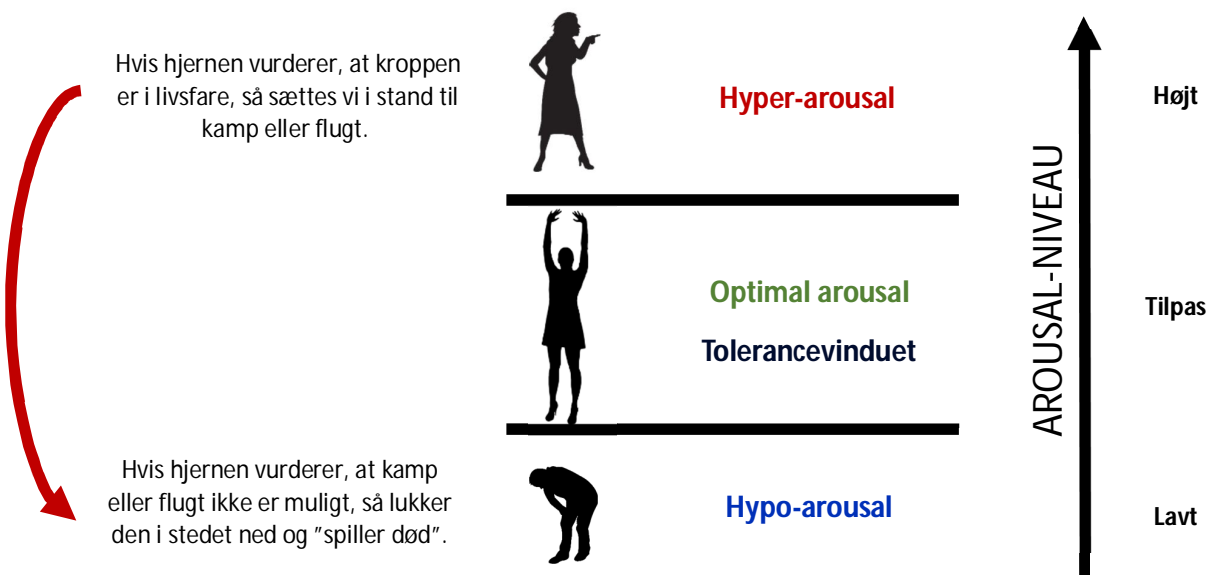 Hvis hjernen vurderer, at kroppen
er i livsfare, så sættes vi i stand til
kamp eller flugt.
Hyper-arousal
Højt
Optimal arousal
Tolerancevinduet
Tilpas
AROUSAL-NIVEAU
Hvis hjernen vurderer, at kamp
eller flugt ikke er muligt, så lukker
den i stedet ned og ”spiller død”.
Hypo-arousal
Lavt